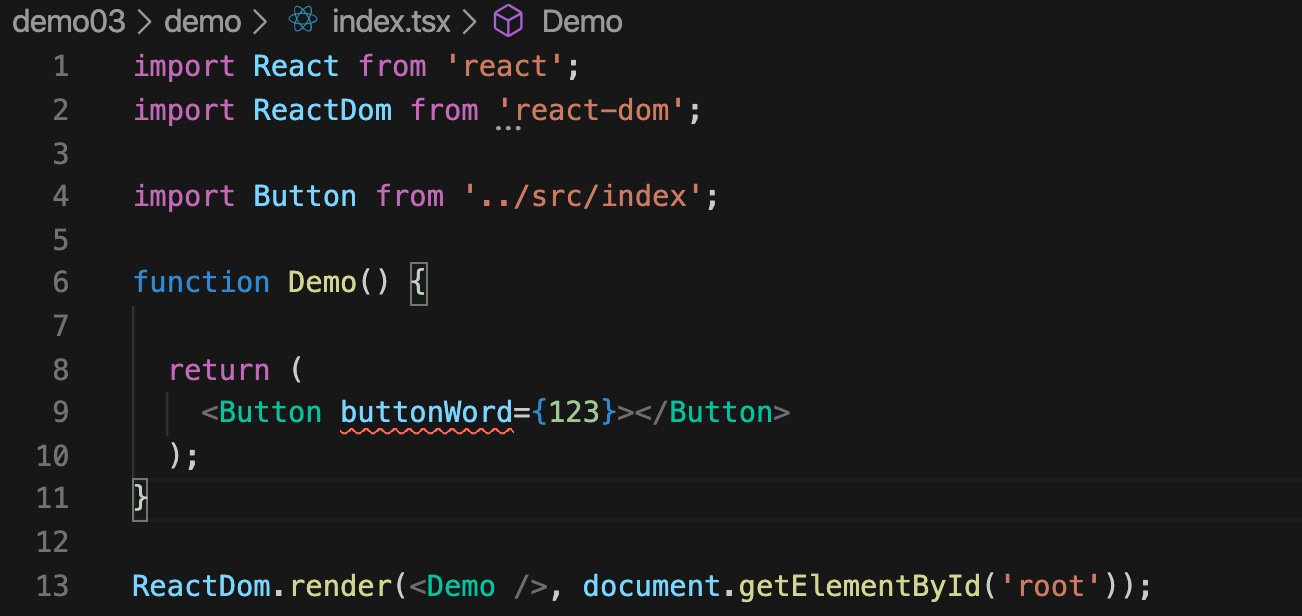 demo03 > demo > index.tsx > Demo
1 import React from 'react';
2 import ReactDom from 'react-dom';
3
4 import Button from '../src/index';
5
6 function Demo() {
7
8 return (
9 <Button buttonWord={123}></Button>
10 );
11 }
12
13 ReactDom.render(<Demo />, document.getElementById('root'));